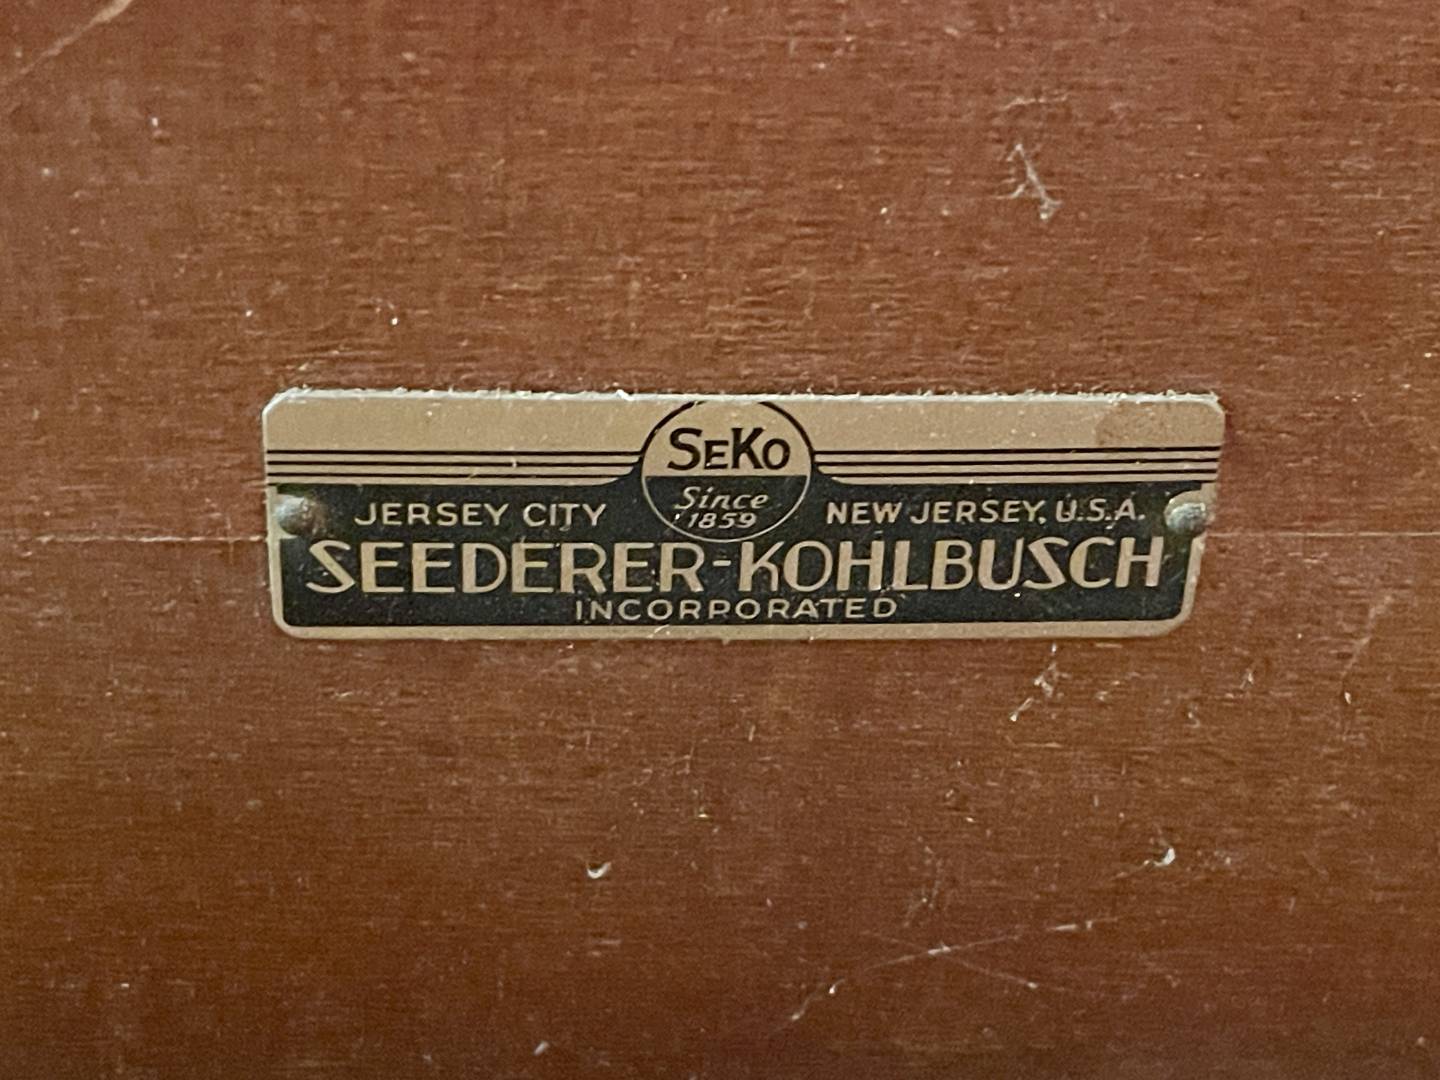 SEKO
Since
1859
JERSEY CITY
NEW JERSEY, U.S.A.
SEEDERER-KOHLBUSCH
INCORPORATED